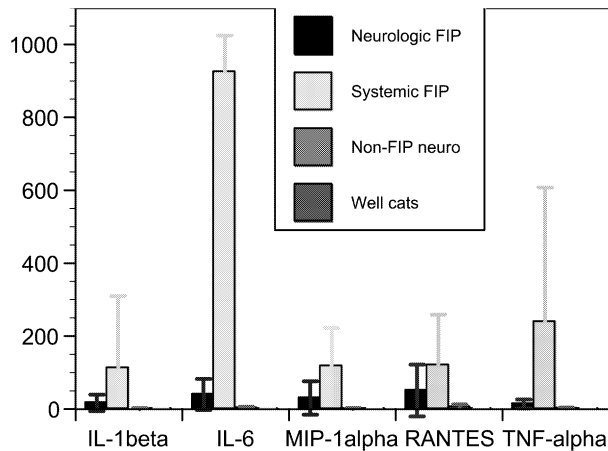 1000
800
600
400
200
0
Neurologic FIP
Systemic FIP
Non-FIP neuro
Well cats
IL-1beta IL-6 MIP-1alpha RANTES TNF-alpha